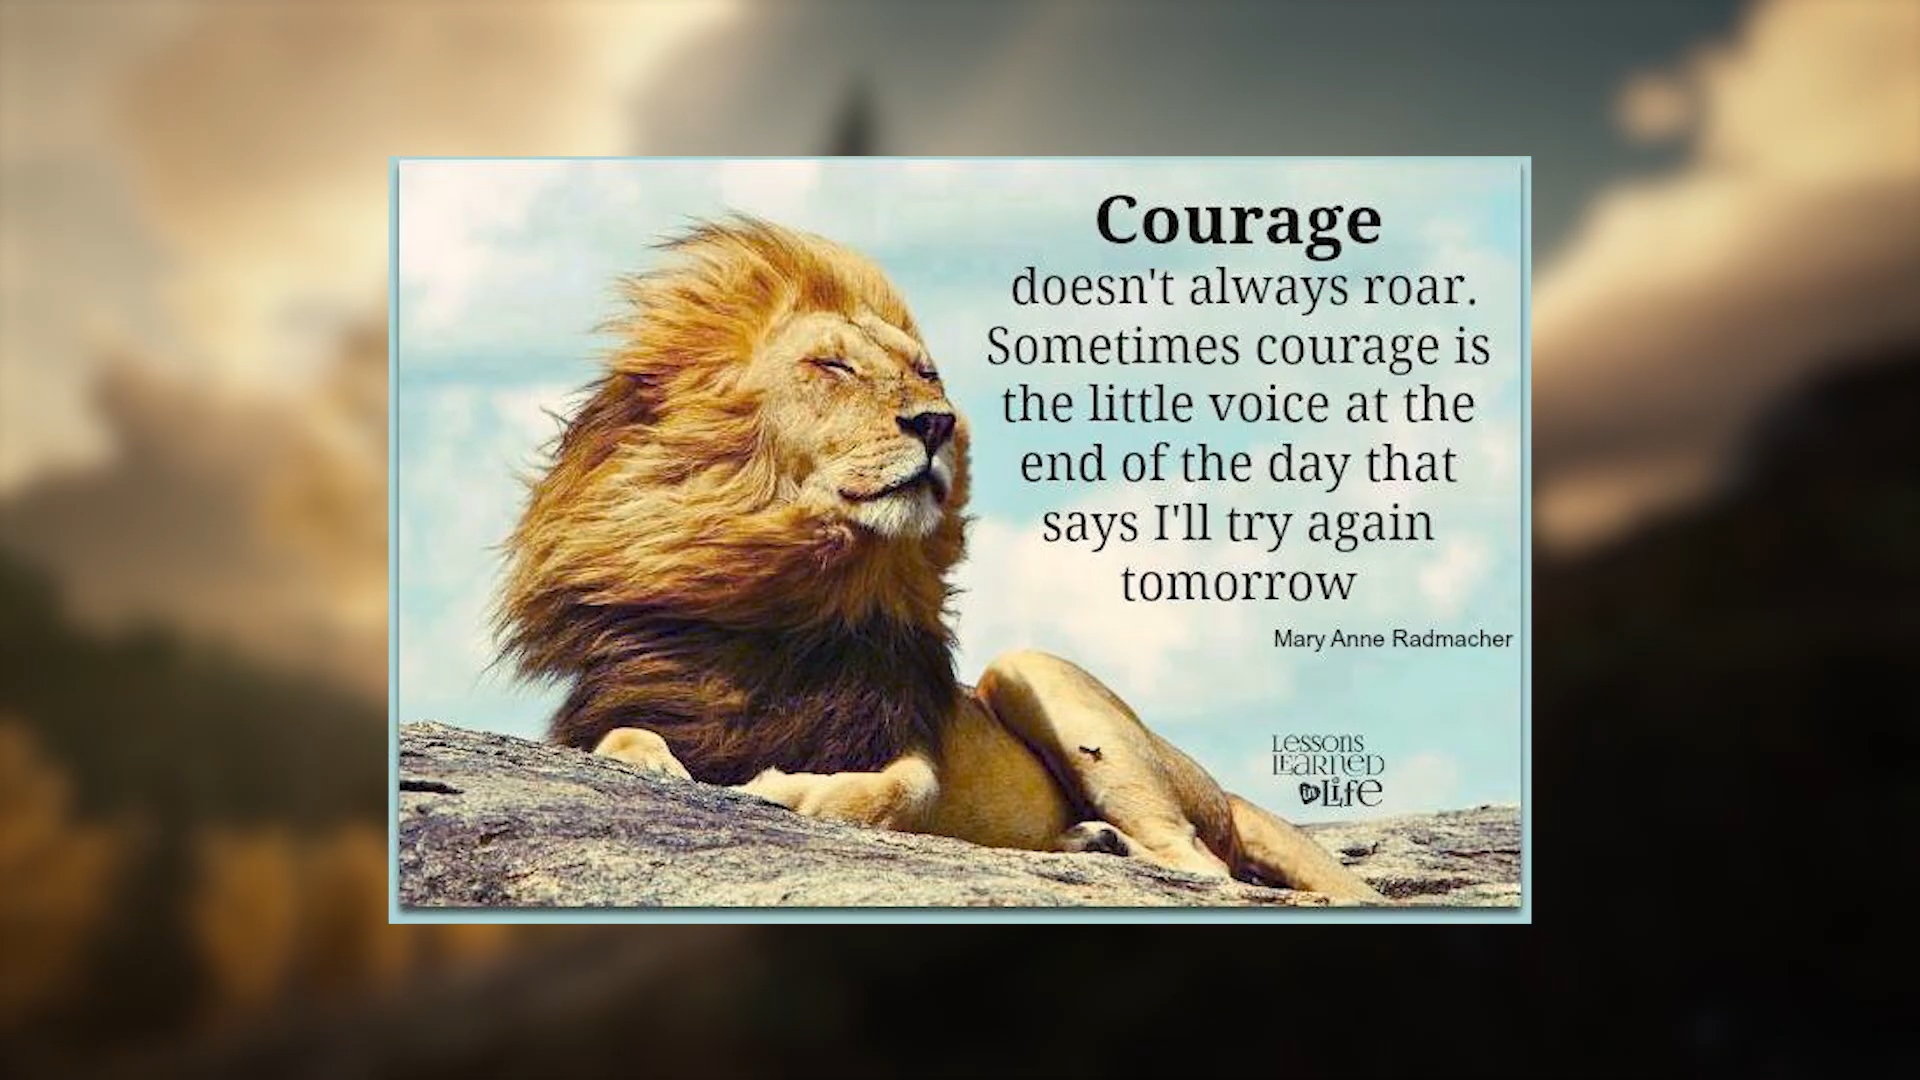 Courage
doesn't always roar.
Sometimes courage is
the little voice at the
end of the day that
says I'll try again
tomorrow
Mary Anne Radmacher
Lessons
Learned
in Life